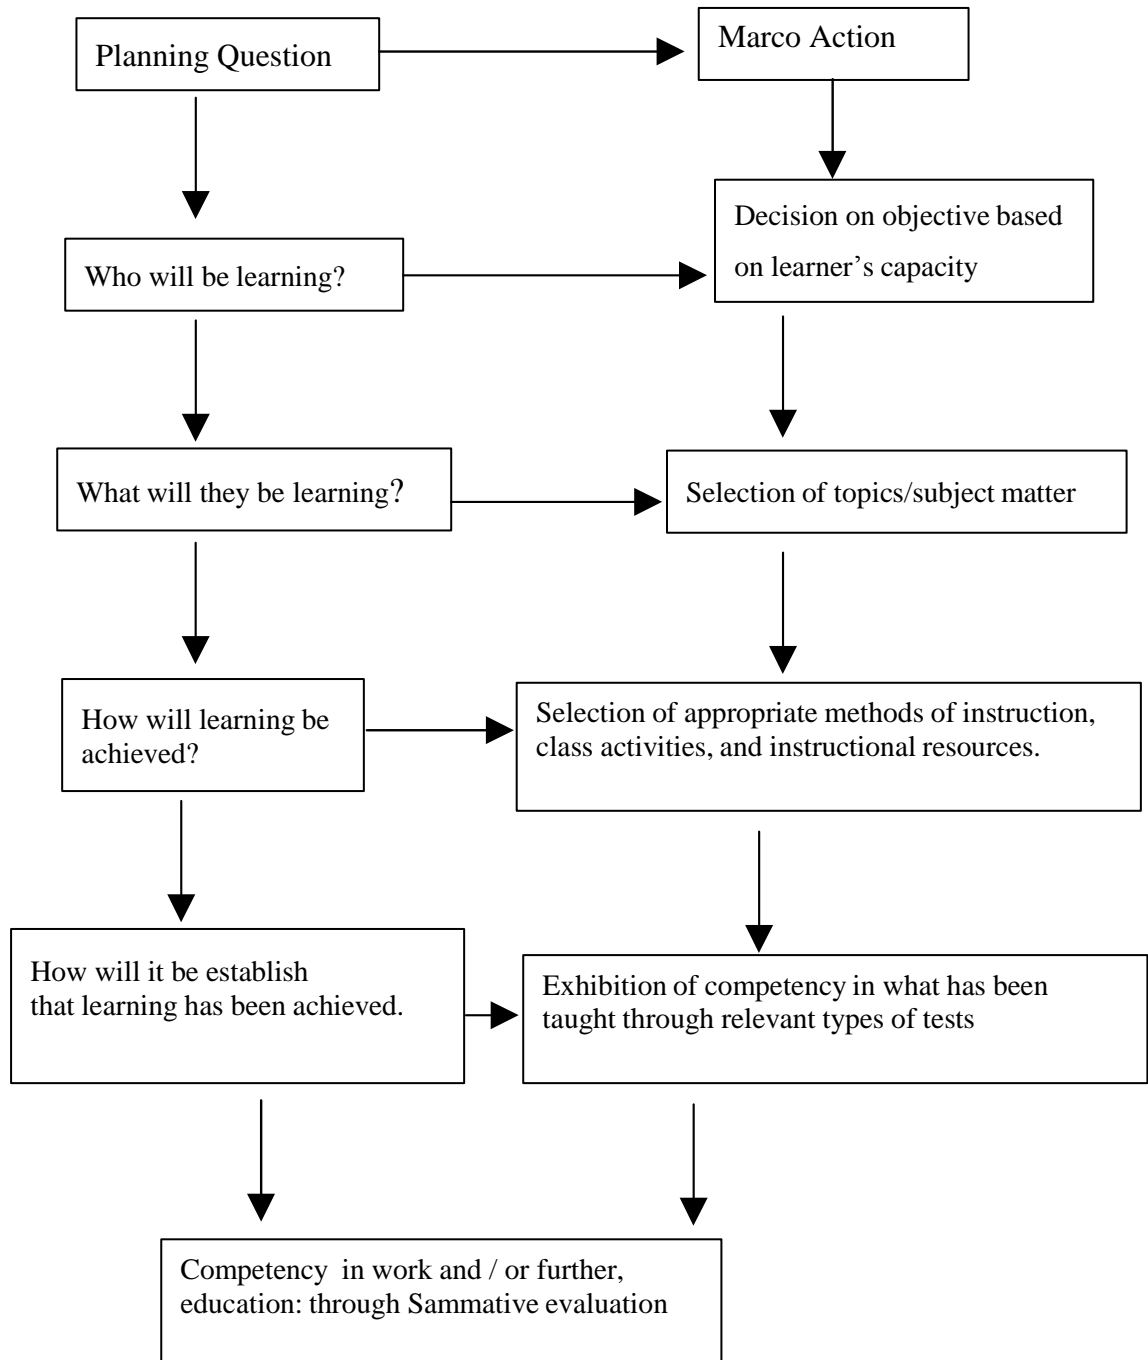 Planning Question
Marco Action
Who will be learning?
Decision on objective based
on learner’s capacity
What will they be learning?
Selection of topics/subject matter
How will learning be
achieved?
Selection of appropriate methods of instruction,
class activities, and instructional resources.
How will it be establish
that learning has been achieved.
Exhibition of competency in what has been
taught through relevant types of tests
Competency in work and / or further,
education: through Sammative evaluation